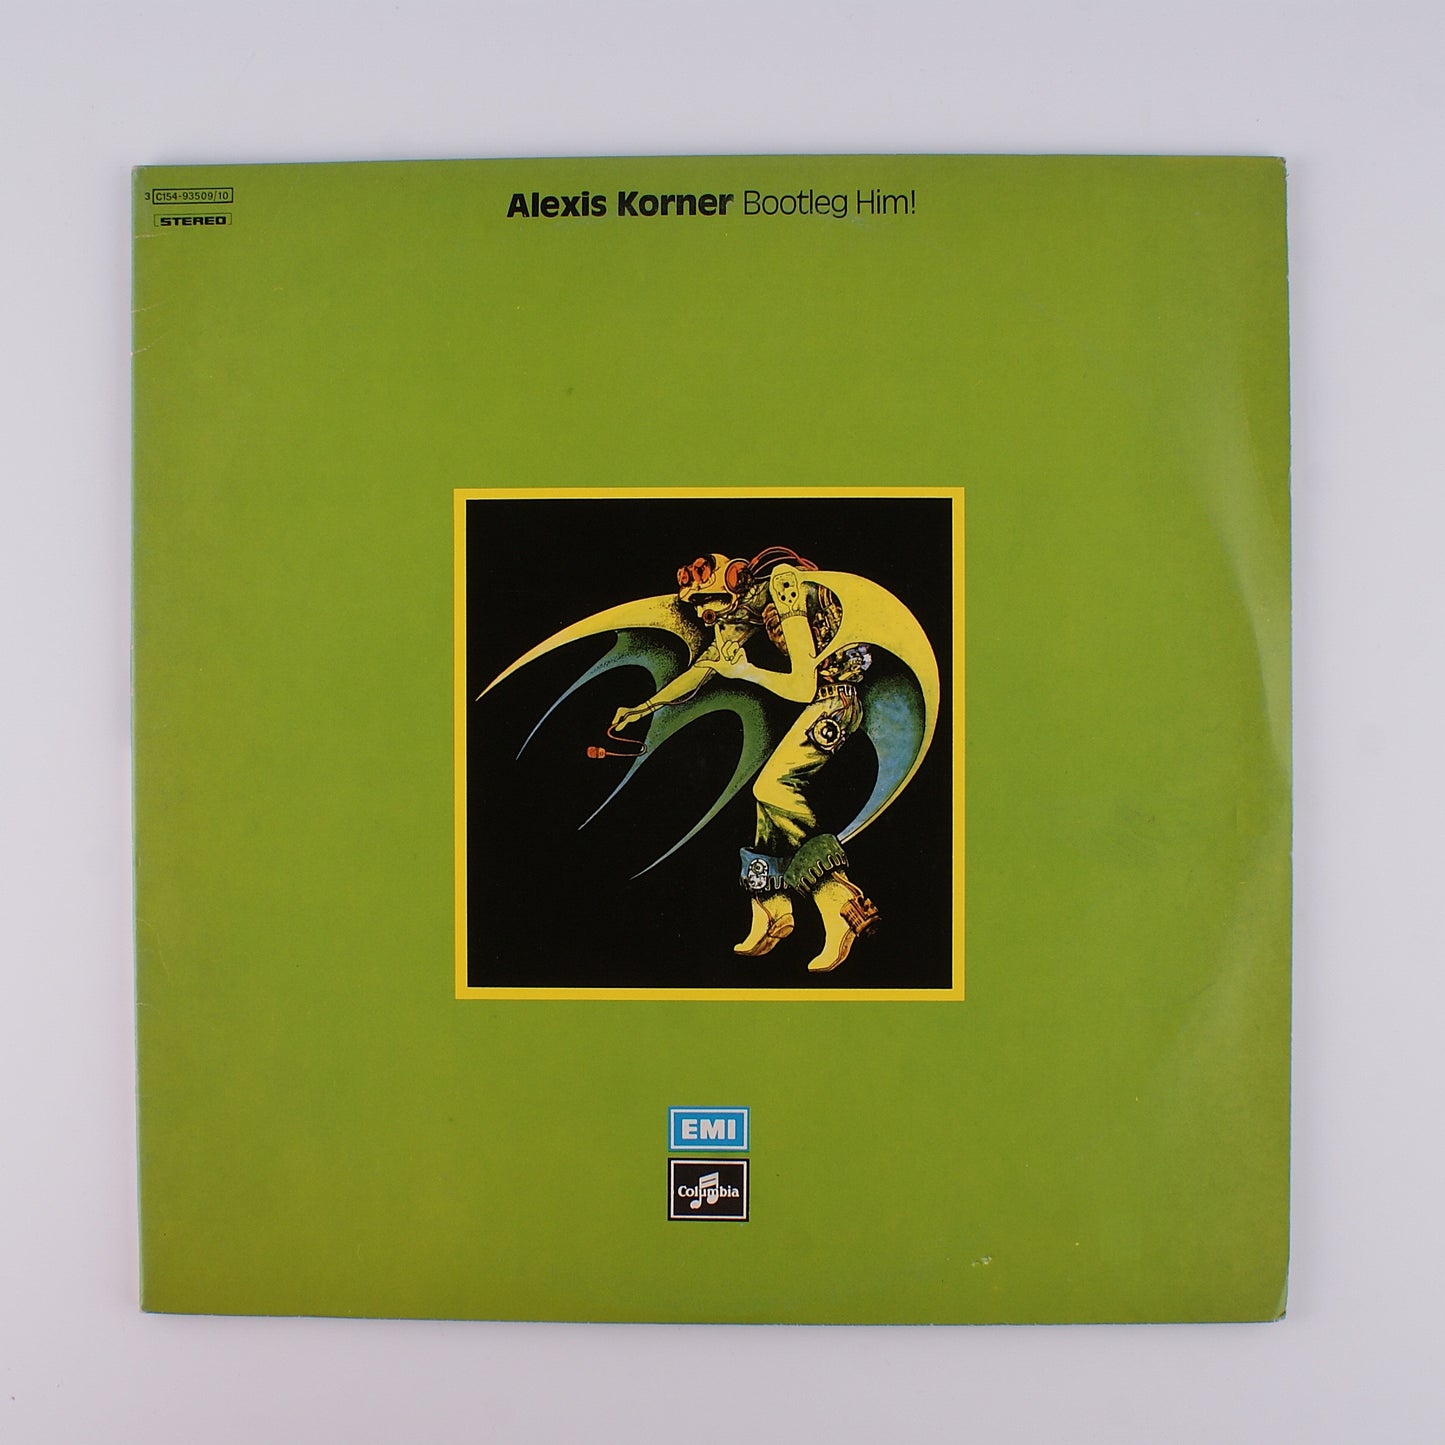 3 C154-93509/10
STEREO
Alexis Korner Bootleg Him!
EMI
Columbia